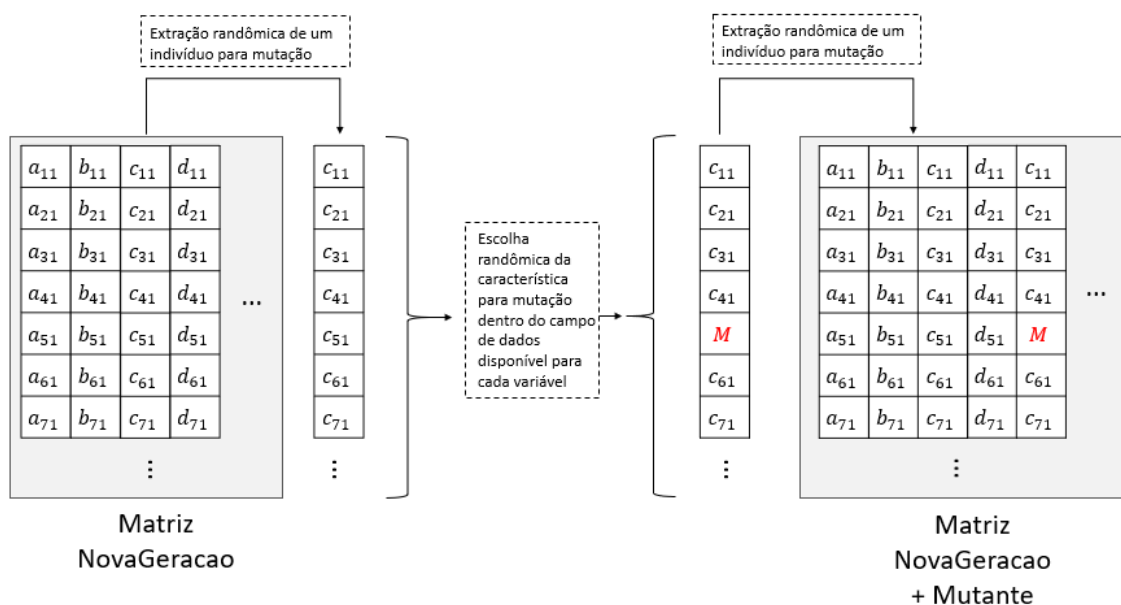 Extração randômica de um
indivíduo para mutação
Extração randômica de um
indivíduo para mutação
a₁₁ b₁₁ c₁₁ d₁₁
a₂₁ b₂₁ c₂₁ d₂₁
a₃₁ b₃₁ c₃₁ d₃₁
a₄₁ b₄₁ c₄₁ d₄₁ ...
a₅₁ b₅₁ c₅₁ d₅₁
a₆₁ b₆₁ c₆₁ d₆₁
a₇₁ b₇₁ c₇₁ d₇₁
⋮
Matriz
NovaGeracao
c₁₁
c₂₁
c₃₁
c₄₁
c₅₁
c₆₁
c₇₁
⋮
Escolha
randômica da
característica
para mutação
dentro do campo
de dados
disponível para
cada variável
c₁₁
c₂₁
c₃₁
c₄₁
M
c₆₁
c₇₁
⋮
a₁₁ b₁₁ c₁₁ d₁₁ c₁₁
a₂₁ b₂₁ c₂₁ d₂₁ c₂₁
a₃₁ b₃₁ c₃₁ d₃₁ c₃₁
a₄₁ b₄₁ c₄₁ d₄₁ c₄₁ ...
a₅₁ b₅₁ c₅₁ d₅₁ M
a₆₁ b₆₁ c₆₁ d₆₁ c₆₁
a₇₁ b₇₁ c₇₁ d₇₁ c₇₁
⋮
Matriz
NovaGeracao
+ Mutante